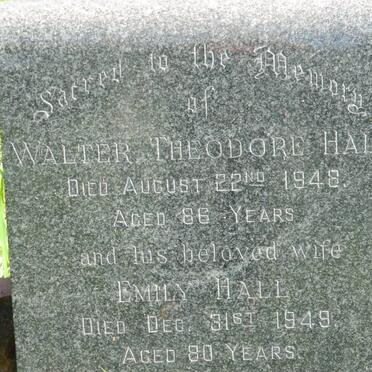 Sacred to the Memory
of
WALTER THEODORE HALL
DIED AUGUST 22ND 1948.
AGED 86 YEARS
and his beloved wife
EMILY HALL
DIED DEC. 31ST 1949.
AGED 80 YEARS.